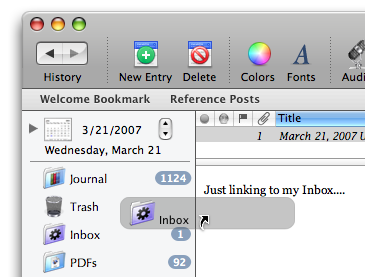 History
New Entry
Delete
Colors
Fonts
Audi
Welcome Bookmark
Reference Posts
3/21/2007
Wednesday, March 21
Title
1 March 21, 2007 U
Journal 1124
Trash
Inbox 1
PDFs 92
Just linking to my Inbox....
Inbox